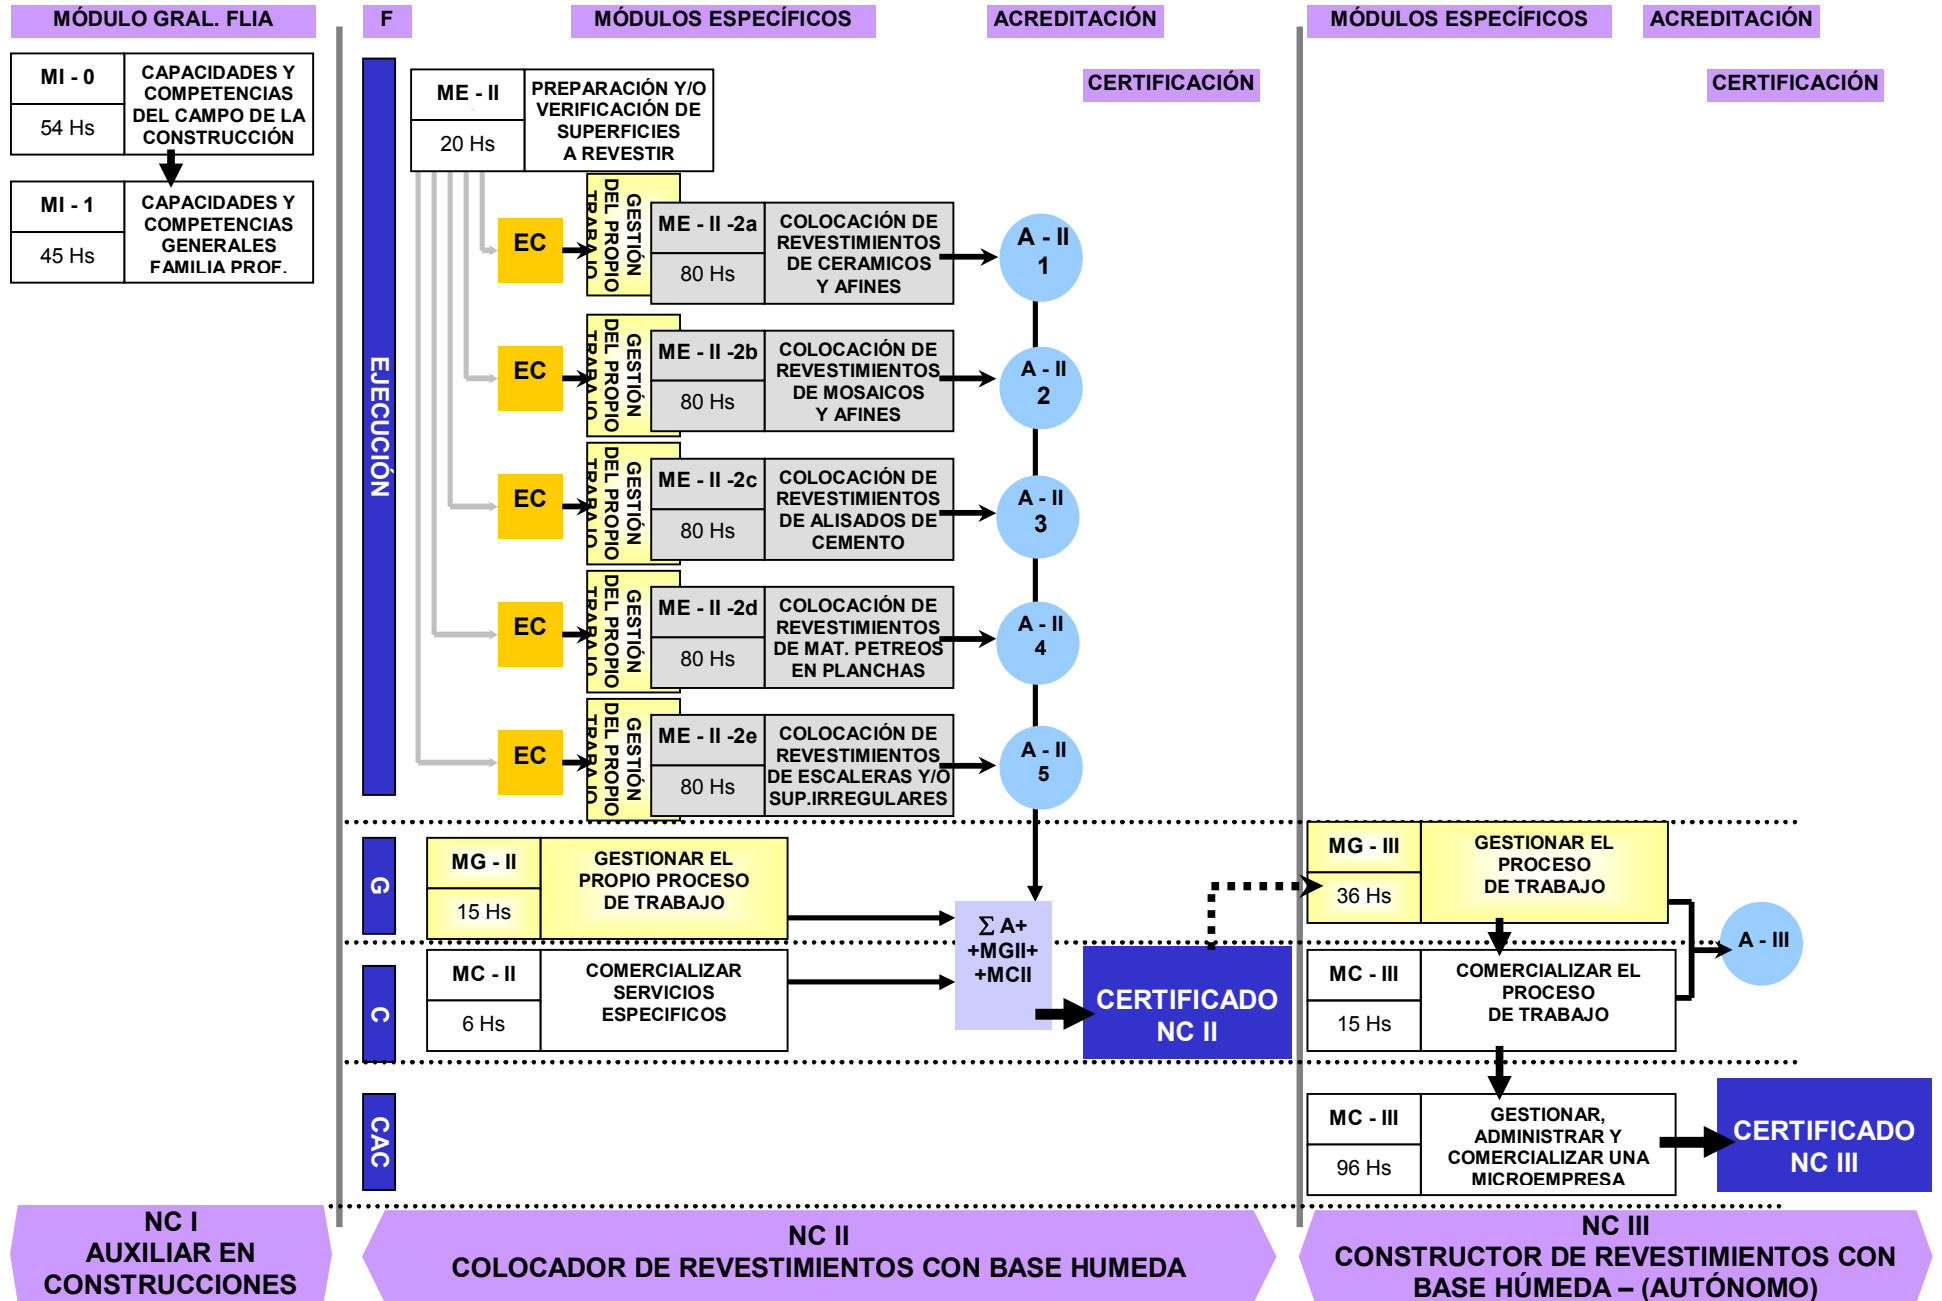 MÓDULO GRAL. FLIA
F
MÓDULOS ESPECÍFICOS
ACREDITACIÓN
MÓDULOS ESPECÍFICOS
ACREDITACIÓN
CERTIFICACIÓN
CERTIFICACIÓN
MI - 0
54 Hs
CAPACIDADES Y
COMPETENCIAS
DEL CAMPO DE LA
CONSTRUCCIÓN
MI - 1
45 Hs
CAPACIDADES Y
COMPETENCIAS
GENERALES
FAMILIA PROF.
EJECUCIÓN
ME - II
20 Hs
PREPARACIÓN Y/O
VERIFICACIÓN DE
SUPERFICIES
A REVESTIR
EC
GESTIÓN
DEL PROPIO
TRABAJO
ME - II -2a
80 Hs
COLOCACIÓN DE
REVESTIMIENTOS
DE CERAMICOS
Y AFINES
A - II
1
EC
GESTIÓN
DEL PROPIO
TRABAJO
ME - II -2b
80 Hs
COLOCACIÓN DE
REVESTIMIENTOS
DE MOSAICOS
Y AFINES
A - II
2
EC
GESTIÓN
DEL PROPIO
TRABAJO
ME - II -2c
80 Hs
COLOCACIÓN DE
REVESTIMIENTOS
DE ALISADOS DE
CEMENTO
A - II
3
EC
GESTIÓN
DEL PROPIO
TRABAJO
ME - II -2d
80 Hs
COLOCACIÓN DE
REVESTIMIENTOS
DE MAT. PETREOS
EN PLANCHAS
A - II
4
EC
GESTIÓN
DEL PROPIO
TRABAJO
ME - II -2e
80 Hs
COLOCACIÓN DE
REVESTIMIENTOS
DE ESCALERAS Y/O
SUP.IRREGULARES
A - II
5
G
MG - II
15 Hs
GESTIONAR EL
PROPIO PROCESO
DE TRABAJO
C
MC - II
6 Hs
COMERCIALIZAR
SERVICIOS
ESPECIFICOS
Σ A+
+MGII+
+MCII
CERTIFICADO
NC II
MG - III
36 Hs
GESTIONAR EL
PROCESO
DE TRABAJO
MC - III
15 Hs
COMERCIALIZAR EL
PROCESO
DE TRABAJO
A - III
CAC
MC - III
96 Hs
GESTIONAR,
ADMINISTRAR Y
COMERCIALIZAR UNA
MICROEMPRESA
CERTIFICADO
NC III
NC I
AUXILIAR EN
CONSTRUCCIONES
NC II
COLOCADOR DE REVESTIMIENTOS CON BASE HUMEDA
NC III
CONSTRUCTOR DE REVESTIMIENTOS CON
BASE HÚMEDA – (AUTÓNOMO)